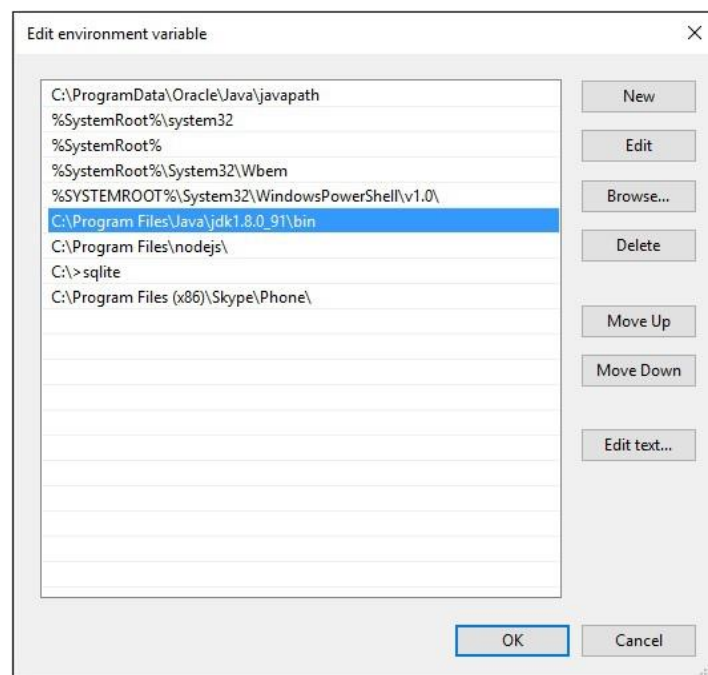 Edit environment variable
C:\ProgramData\Oracle\Java\javapath
%SystemRoot%\system32
%SystemRoot%
%SystemRoot%\System32\Wbem
%SYSTEMROOT%\System32\WindowsPowerShell\v1.0\
C:\Program Files\Java\jdk1.8.0_91\bin
C:\Program Files\nodejs\
C:\>sqlite
C:\Program Files (x86)\Skype\Phone\
New
Edit
Browse...
Delete
Move Up
Move Down
Edit text...
OK
Cancel